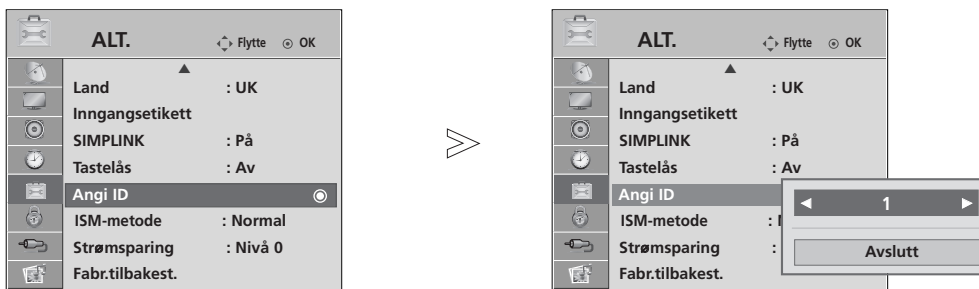 ALT. Flytte OK
Land : UK
Inngangsetikett
SIMPLINK : På
Tastelås : Av
Angi ID
ISM-metode : Normal
Strømsparing : Nivå 0
Fabr.tilbakest.
ALT. Flytte OK
Land : UK
Inngangsetikett
SIMPLINK : På
Tastelås : Av
Angi ID
ISM-metode :
Strømsparing :
Fabr.tilbakest.
1
Avslutt